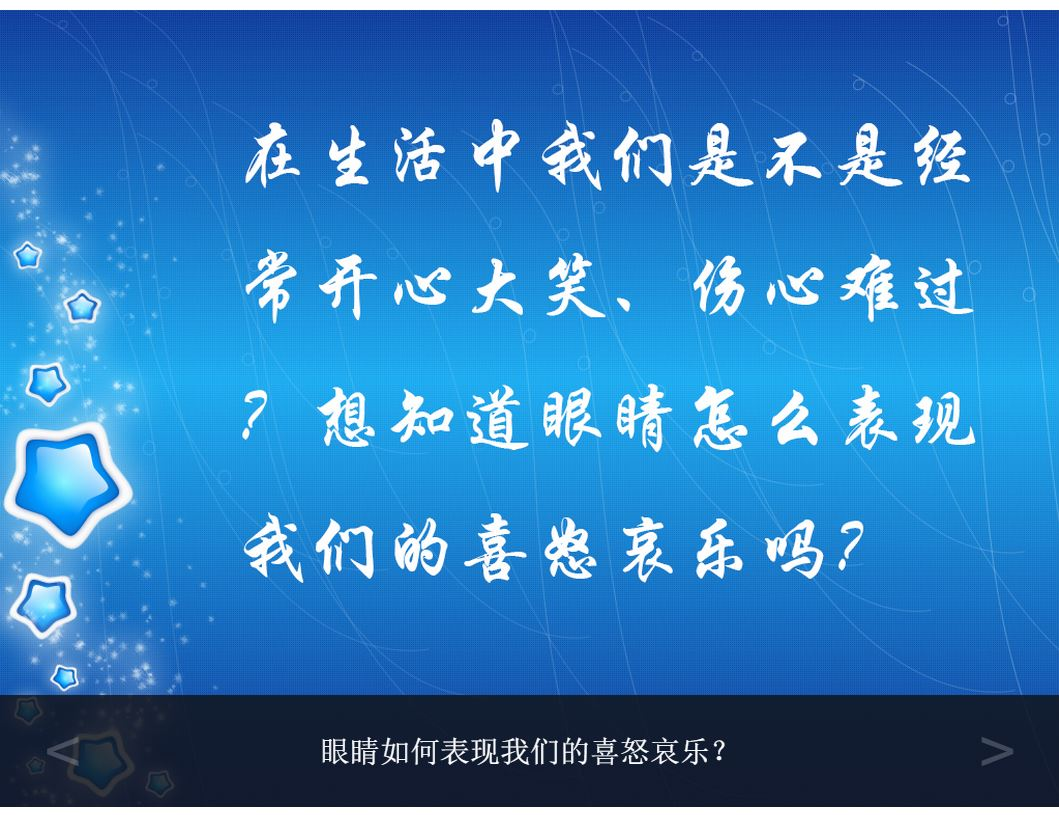 在生活中我们是不是经
常开心大笑、伤心难过
？想知道眼睛怎么表现
我们的喜怒哀乐吗？
<眼睛如何表现我们的喜怒哀乐？>